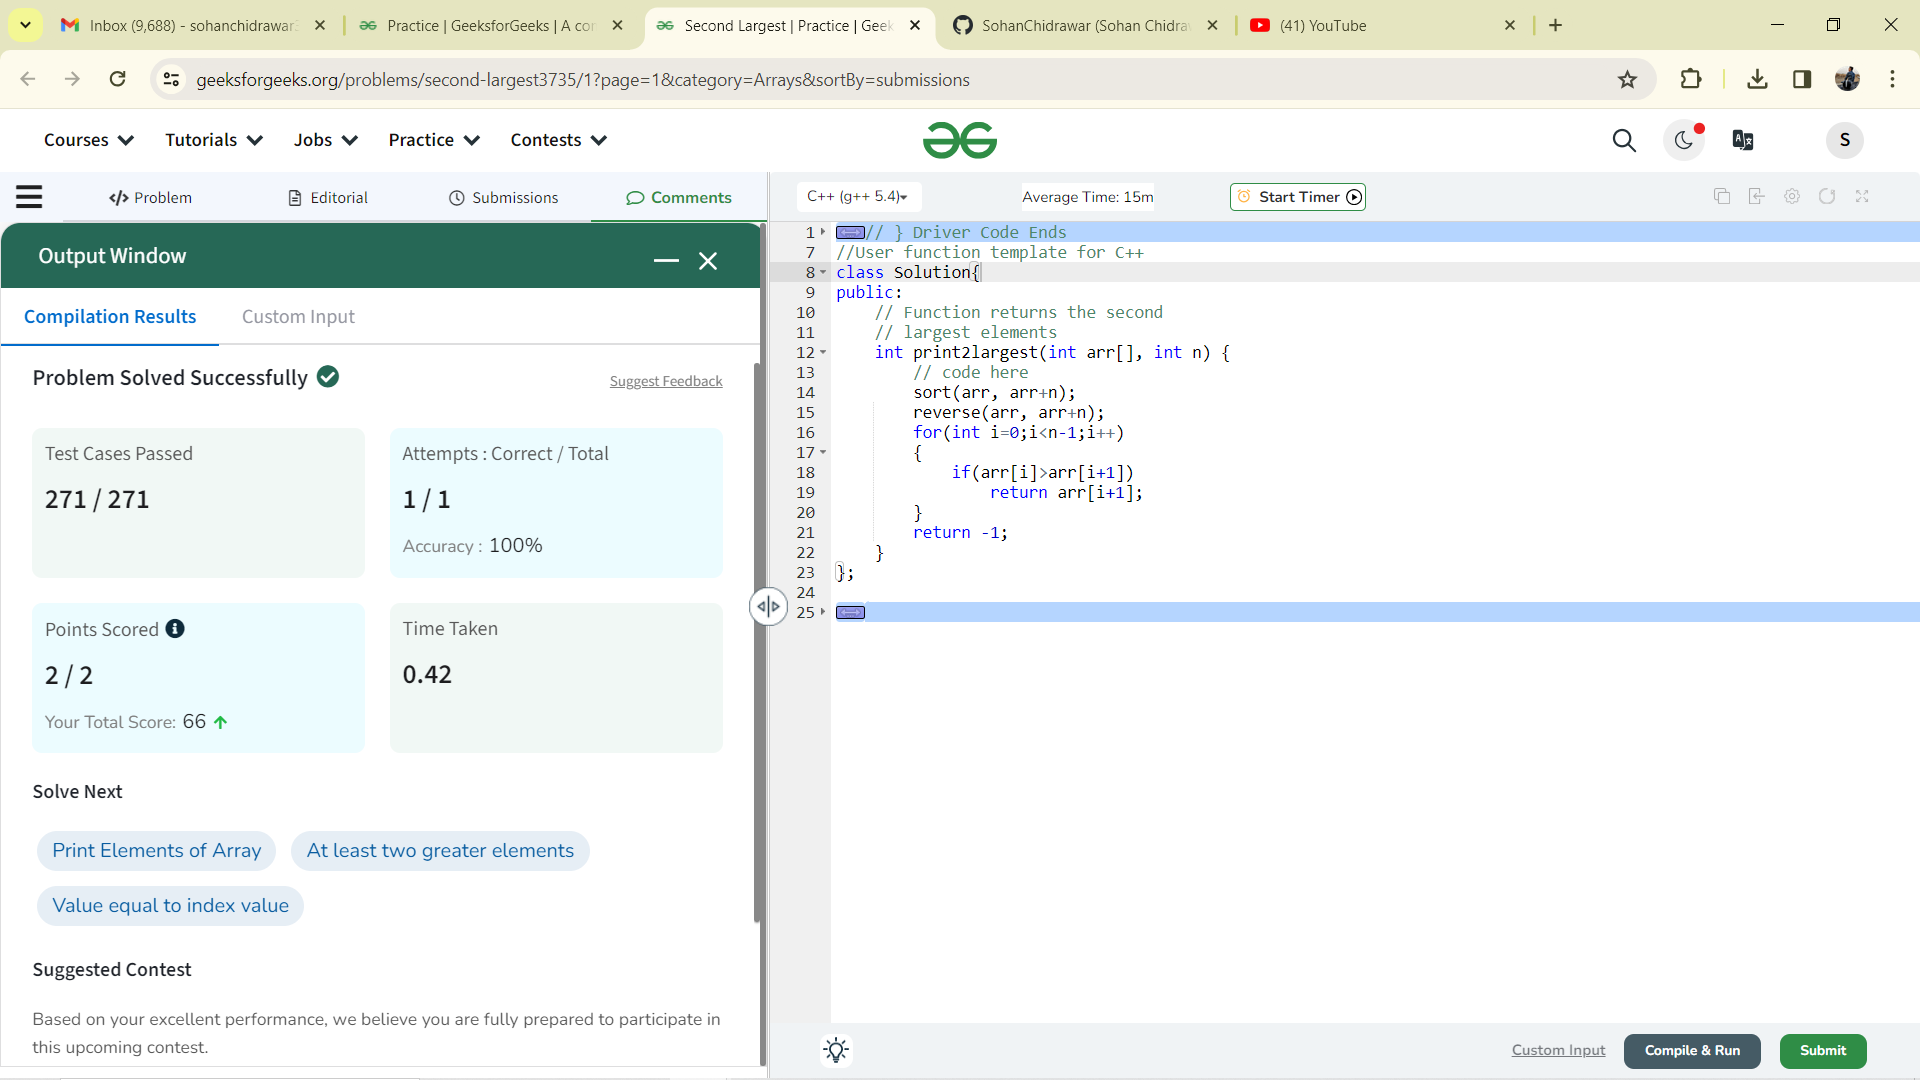 Inbox (9,688) - sohanchidrawar
Practice | GeeksforGeeks | A co
Second Largest | Practice | Geek
SohanChidrawar (Sohan Chidra
(41) YouTube
geeksforgeeks.org/problems/second-largest3735/1?page=1&category=Arrays&sortBy=submissions
Courses
Tutorials
Jobs
Practice
Contests
S
</> Problem
Editorial
Submissions
Comments
C++ (g++ 5.4)
Average Time: 15m
Start Timer
Output Window
Compilation Results
Custom Input
Problem Solved Successfully
Suggest Feedback
Test Cases Passed
271 / 271
Attempts : Correct / Total
1 / 1
Accuracy : 100%
Points Scored
2 / 2
Your Total Score: 66
Time Taken
0.42
Solve Next
Print Elements of Array
At least two greater elements
Value equal to index value
Suggested Contest
Based on your excellent performance, we believe you are fully prepared to participate in
this upcoming contest.
1 // } Driver Code Ends
7 //User function template for C++
8 class Solution{
9 public:
10 // Function returns the second
11 // largest elements
12 int print2largest(int arr[], int n) {
13 // code here
14 sort(arr, arr+n);
15 reverse(arr, arr+n);
16 for(int i=0;i<n-1;i++)
17 {
18 if(arr[i]>arr[i+1])
19 return arr[i+1];
20 }
21 return -1;
22 }
23 };
24
25
Custom Input
Compile & Run
Submit